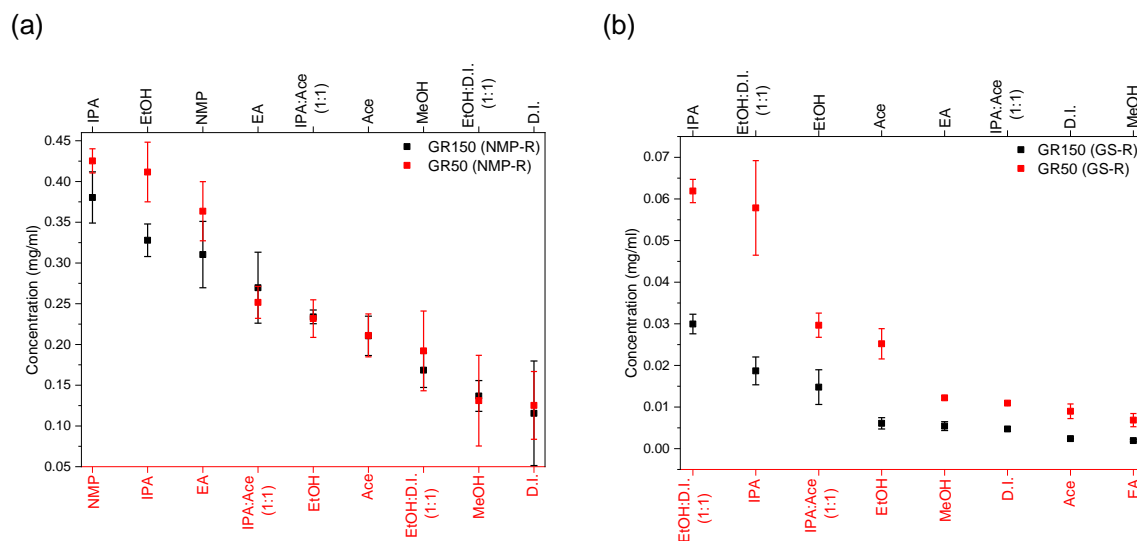 (a)
(b)
IPA
EtOH
NMP
EA
IPA:Ace
(1:1)
Ace
MeOH
EtOH:D.I.
(1:1)
D.I.
GR150 (NMP-R)
GR50 (NMP-R)
Concentration (mg/ml)
0.45
0.40
0.35
0.30
0.25
0.20
0.15
0.10
0.05
NMP
IPA
EA
IPA:Ace
(1:1)
EtOH
Ace
EtOH:D.I.
(1:1)
MeOH
D.I.
IPA
EtOH:D.I.
(1:1)
EtOH
Ace
EA
IPA:Ace
(1:1)
D.I.
MeOH
GR150 (GS-R)
GR50 (GS-R)
Concentration (mg/ml)
0.07
0.06
0.05
0.04
0.03
0.02
0.01
0.00
EtOH:D.I.
(1:1)
IPA
IPA:Ace
(1:1)
EtOH
MeOH
D.I.
Ace
EA